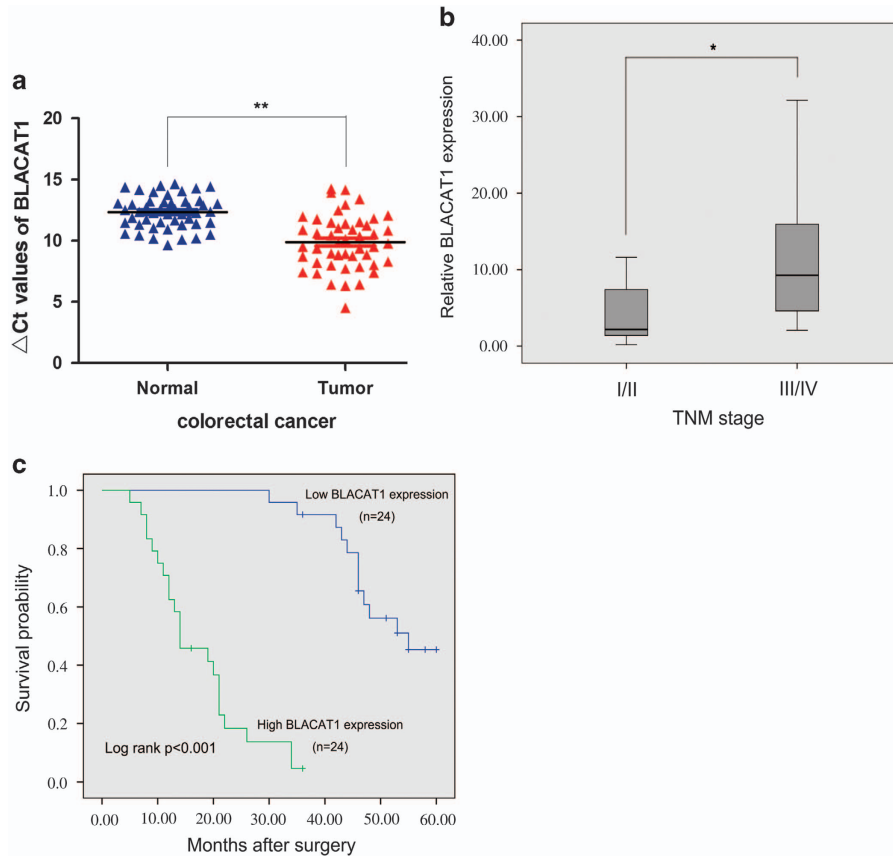 a
**
△Ct values of BLACAT1
20
15
10
5
0
Normal
Tumor
colorectal cancer
b
*
Relative BLACAT1 expression
40.00
30.00
20.00
10.00
0.00
I/II
III/IV
TNM stage
c
Survival proability
1.0
0.8
0.6
0.4
0.2
0.0
Low BLACAT1 expression
(n=24)
High BLACAT1 expression
(n=24)
Log rank p<0.001
0.00
10.00
20.00
30.00
40.00
50.00
60.00
Months after surgery